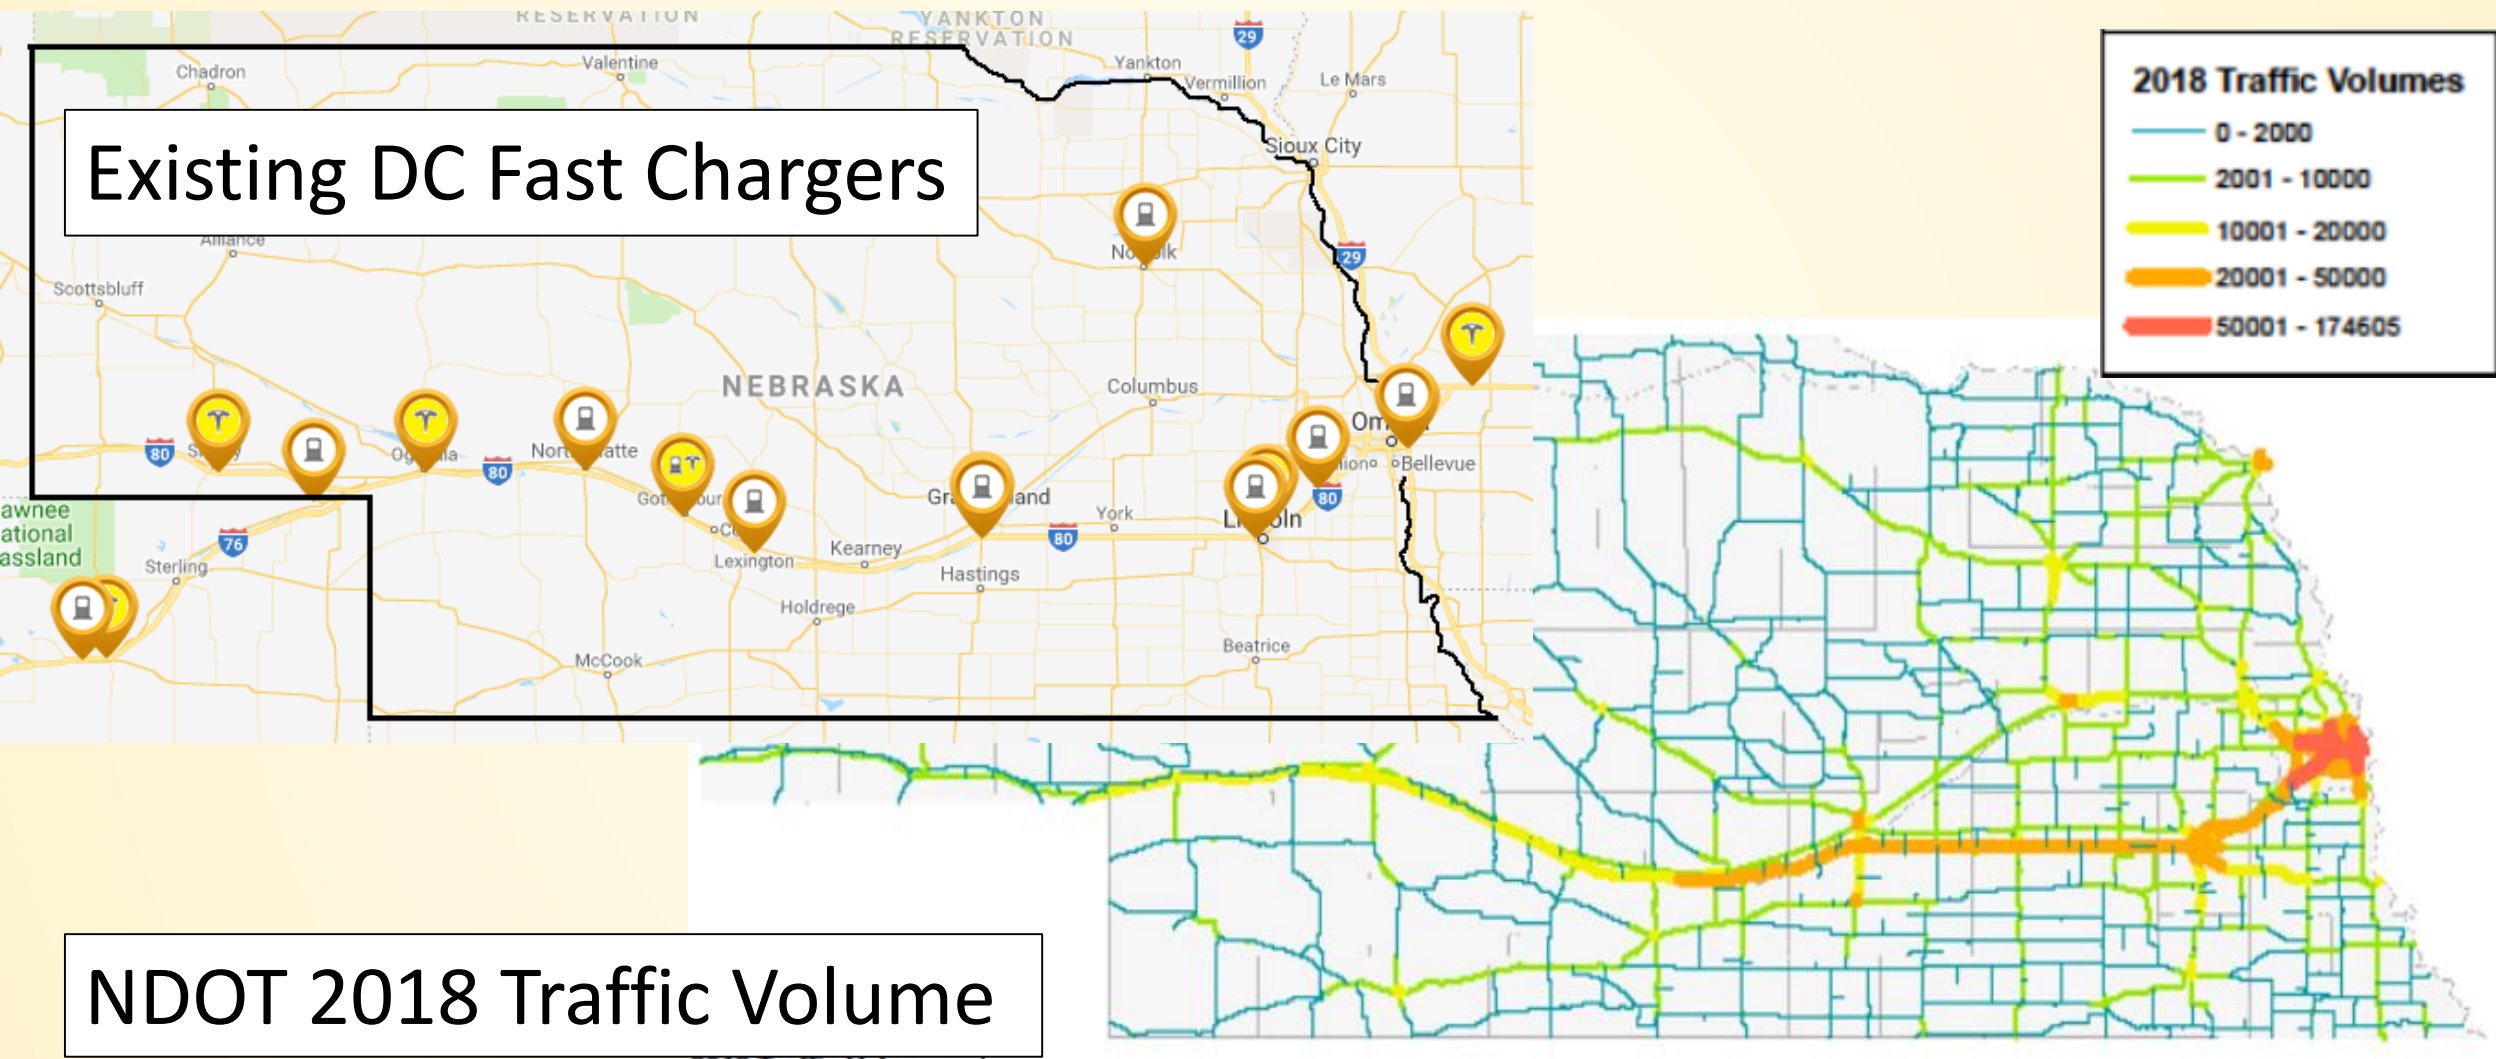 RESERVATION
YANKTON
RESERVATION
29
Chadron
Valentine
Yankton
Vermillion
Le Mars
2018 Traffic Volumes
0 - 2000
2001 - 10000
10001 - 20000
20001 - 50000
50001 - 174605
Existing DC Fast Chargers
Sioux City
Alliance
29
Scottsbluff
NEBRASKA
Columbus
80
80
Bellevue
80
York
80
Lexington
Kearney
Hastings
76
Sterling
Holdrege
McCook
Beatrice
NDOT 2018 Traffic Volume